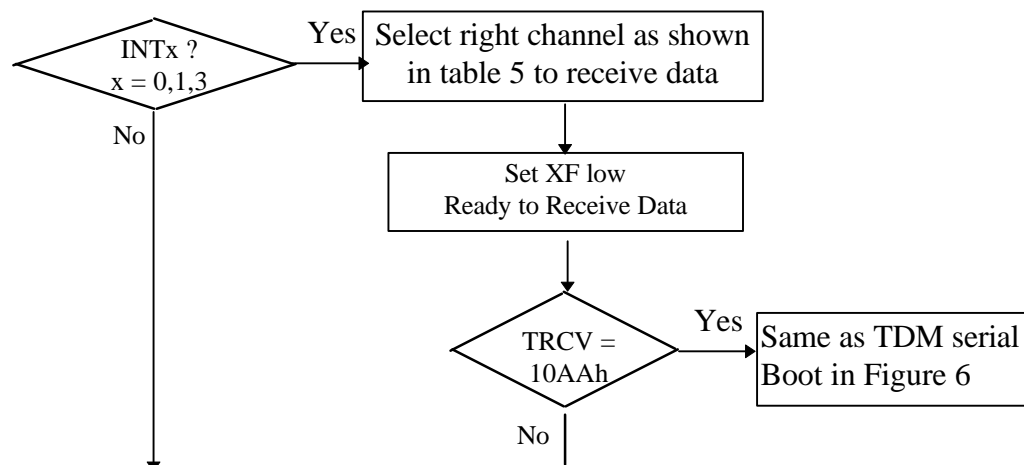 INTx ?
x = 0,1,3
Yes
Select right channel as shown
in table 5 to receive data
No
Set XF low
Ready to Receive Data
TRCV =
10AAh
Yes
Same as TDM serial
Boot in Figure 6
No